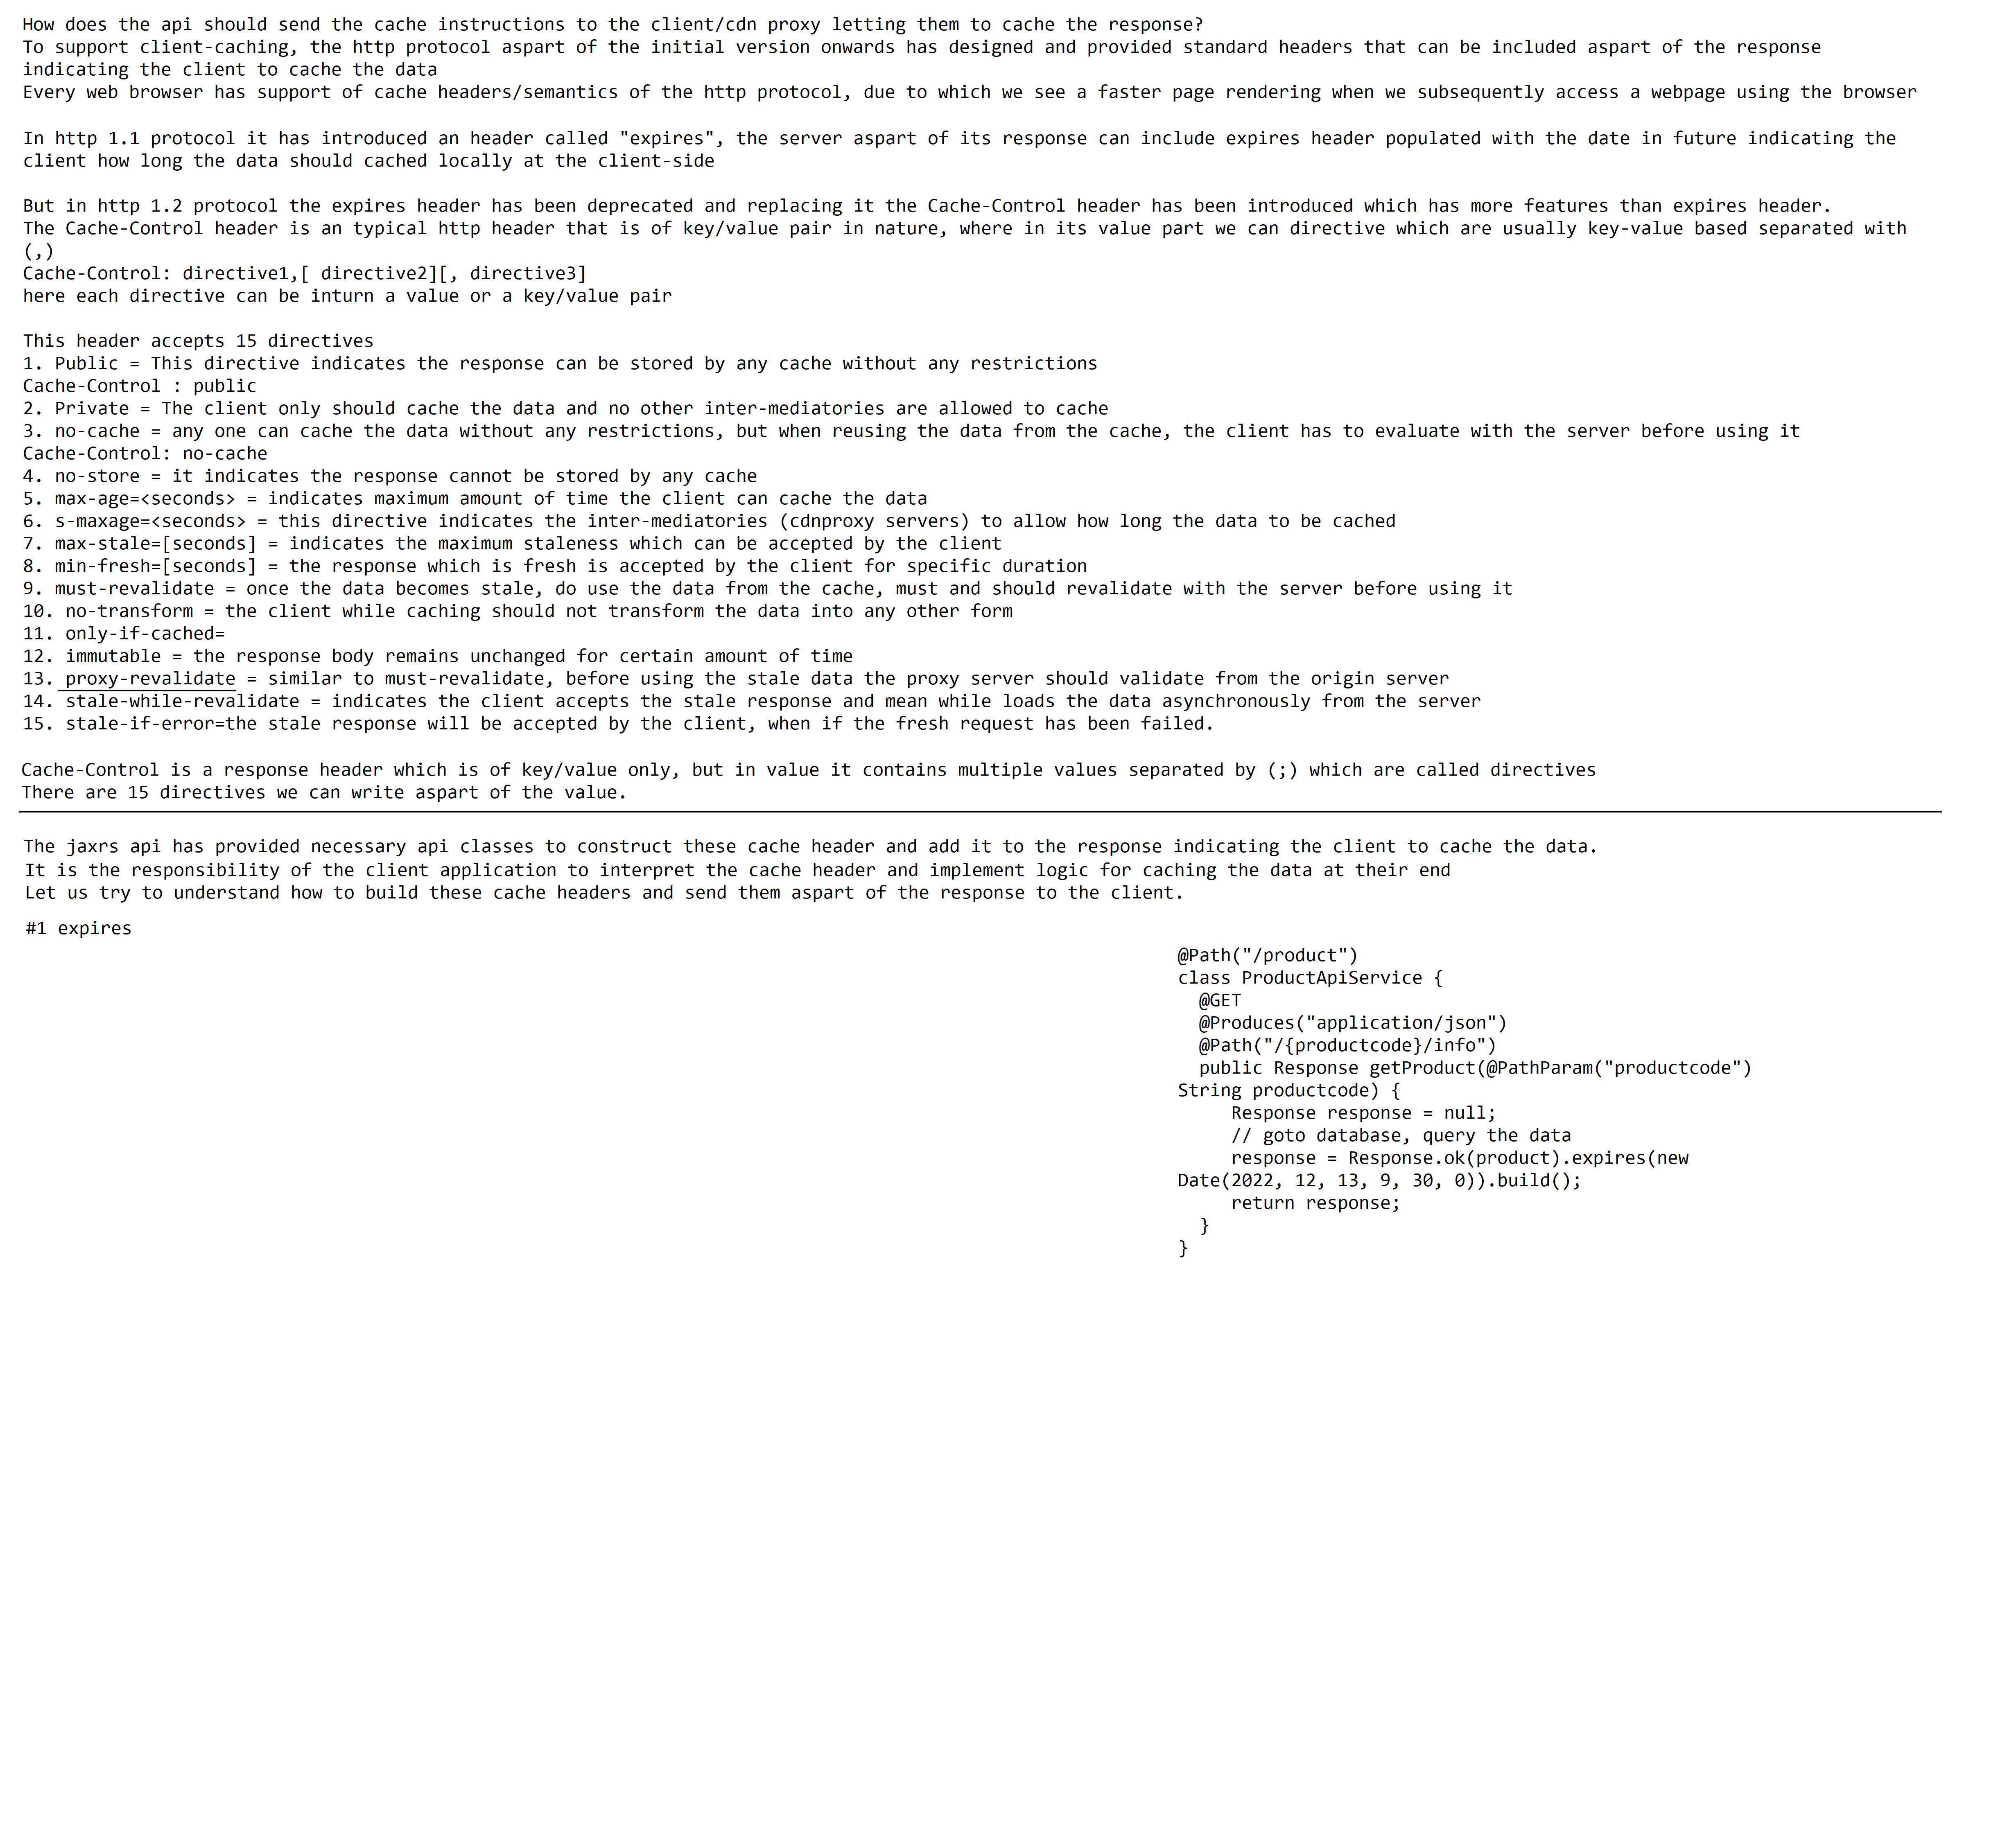 How does the api should send the cache instructions to the client/cdn proxy letting them to cache the response?
To support client-caching, the http protocol aspart of the initial version onwards has designed and provided standard headers that can be included aspart of the response
indicating the client to cache the data
Every web browser has support of cache headers/semantics of the http protocol, due to which we see a faster page rendering when we subsequently access a webpage using the browser
In http 1.1 protocol it has introduced an header called "expires", the server aspart of its response can include expires header populated with the date in future indicating the
client how long the data should cached locally at the client-side
But in http 1.2 protocol the expires header has been deprecated and replacing it the Cache-Control header has been introduced which has more features than expires header.
The Cache-Control header is an typical http header that is of key/value pair in nature, where in its value part we can directive which are usually key-value based separated with
(,)
Cache-Control: directive1,[ directive2][, directive3]
here each directive can be inturn a value or a key/value pair
This header accepts 15 directives
1. Public = This directive indicates the response can be stored by any cache without any restrictions
Cache-Control : public
2. Private = The client only should cache the data and no other inter-mediatories are allowed to cache
3. no-cache = any one can cache the data without any restrictions, but when reusing the data from the cache, the client has to evaluate with the server before using it
Cache-Control: no-cache
4. no-store = it indicates the response cannot be stored by any cache
5. max-age=<seconds> = indicates maximum amount of time the client can cache the data
6. s-maxage=<seconds> = this directive indicates the inter-mediatories (cdnproxy servers) to allow how long the data to be cached
7. max-stale=[seconds] = indicates the maximum staleness which can be accepted by the client
8. min-fresh=[seconds] = the response which is fresh is accepted by the client for specific duration
9. must-revalidate = once the data becomes stale, do use the data from the cache, must and should revalidate with the server before using it
10. no-transform = the client while caching should not transform the data into any other form
11. only-if-cached=
12. immutable = the response body remains unchanged for certain amount of time
13. proxy-revalidate = similar to must-revalidate, before using the stale data the proxy server should validate from the origin server
14. stale-while-revalidate = indicates the client accepts the stale response and mean while loads the data asynchronously from the server
15. stale-if-error=the stale response will be accepted by the client, when if the fresh request has been failed.
Cache-Control is a response header which is of key/value only, but in value it contains multiple values separated by (;) which are called directives
There are 15 directives we can write aspart of the value.
The jaxrs api has provided necessary api classes to construct these cache header and add it to the response indicating the client to cache the data.
It is the responsibility of the client application to interpret the cache header and implement logic for caching the data at their end
Let us try to understand how to build these cache headers and send them aspart of the response to the client.
#1 expires
@Path("/product")
class ProductApiService {
@GET
@Produces("application/json")
@Path("/{productcode}/info")
public Response getProduct(@PathParam("productcode")
String productcode) {
Response response = null;
// goto database, query the data
response = Response.ok(product).expires(new
Date(2022, 12, 13, 9, 30, 0)).build();
return response;
}
}